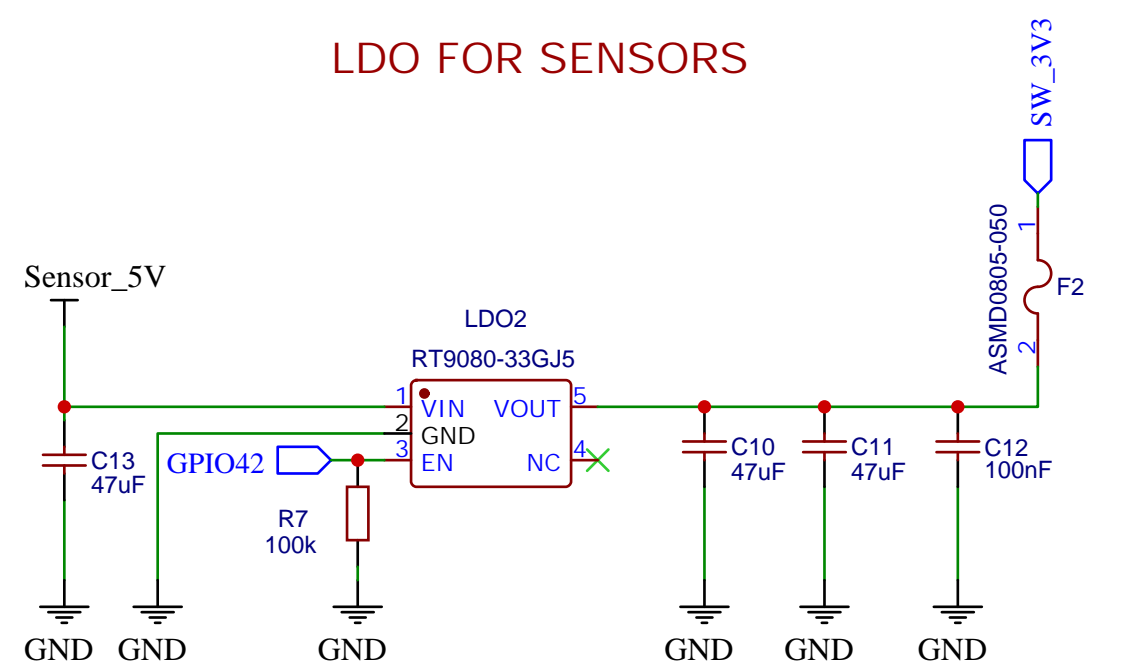 LDO FOR SENSORS
SW_3V3
1
ASMD0805-050
F2
2
Sensor_5V
LDO2
RT9080-33GJ5
1
VIN
VOUT
5
2
GND
3
EN
NC
4
GPIO42
C13
47uF
R7
100k
C10
47uF
C11
47uF
C12
100nF
GND
GND
GND
GND
GND
GND